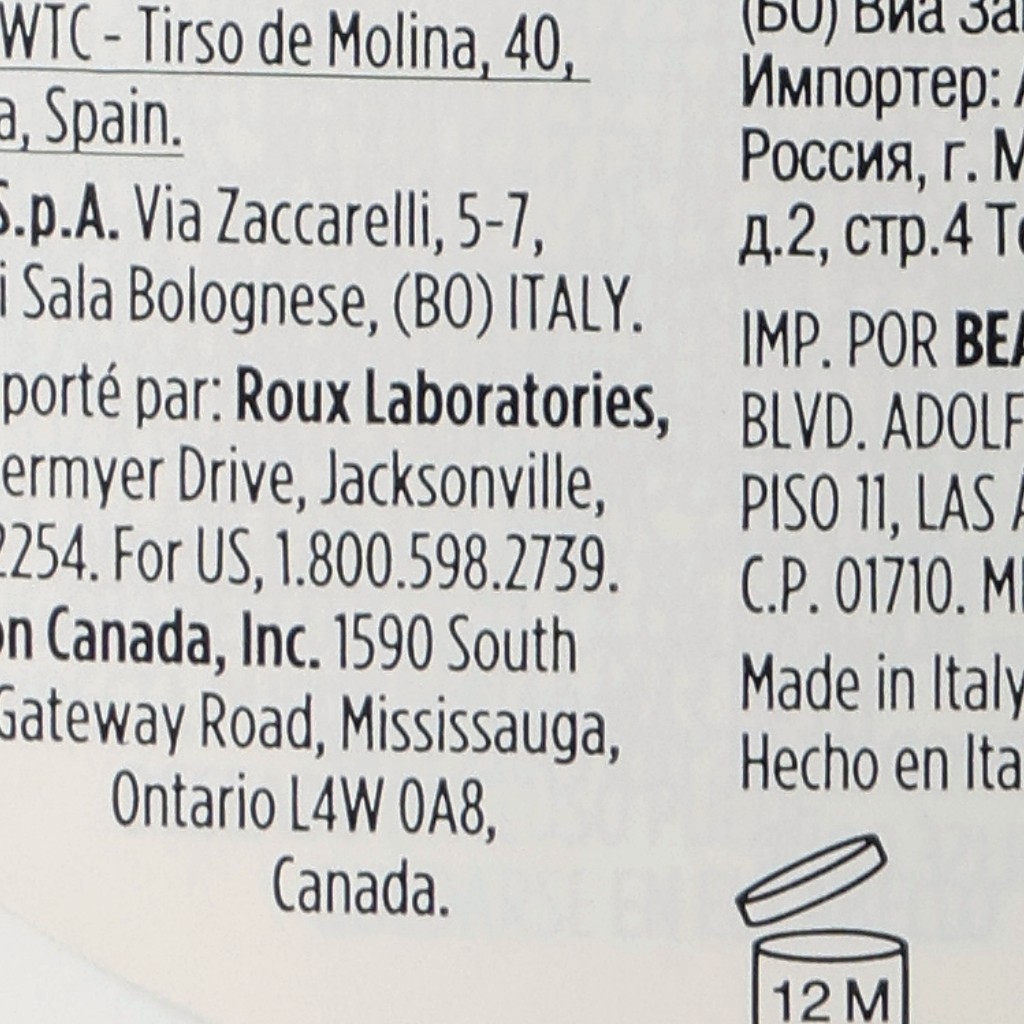 WTC - Tirso de Molina, 40,
a, Spain.
S.p.A. Via Zaccarelli, 5-7,
i Sala Bolognese, (BO) ITALY.
porté par: Roux Laboratories,
ermyer Drive, Jacksonville,
2254. For US, 1.800.598.2739.
on Canada, Inc. 1590 South
Gateway Road, Mississauga,
Ontario L4W 0A8,
Canada.
(БО) Виа За
Импортер:
Россия, г. М
д.2, стр.4 Те
IMP. POR BEA
BLVD. ADOLF
PISO 11, LAS A
C.P. 01710. M
Made in Italy
Hecho en Ita
12 M